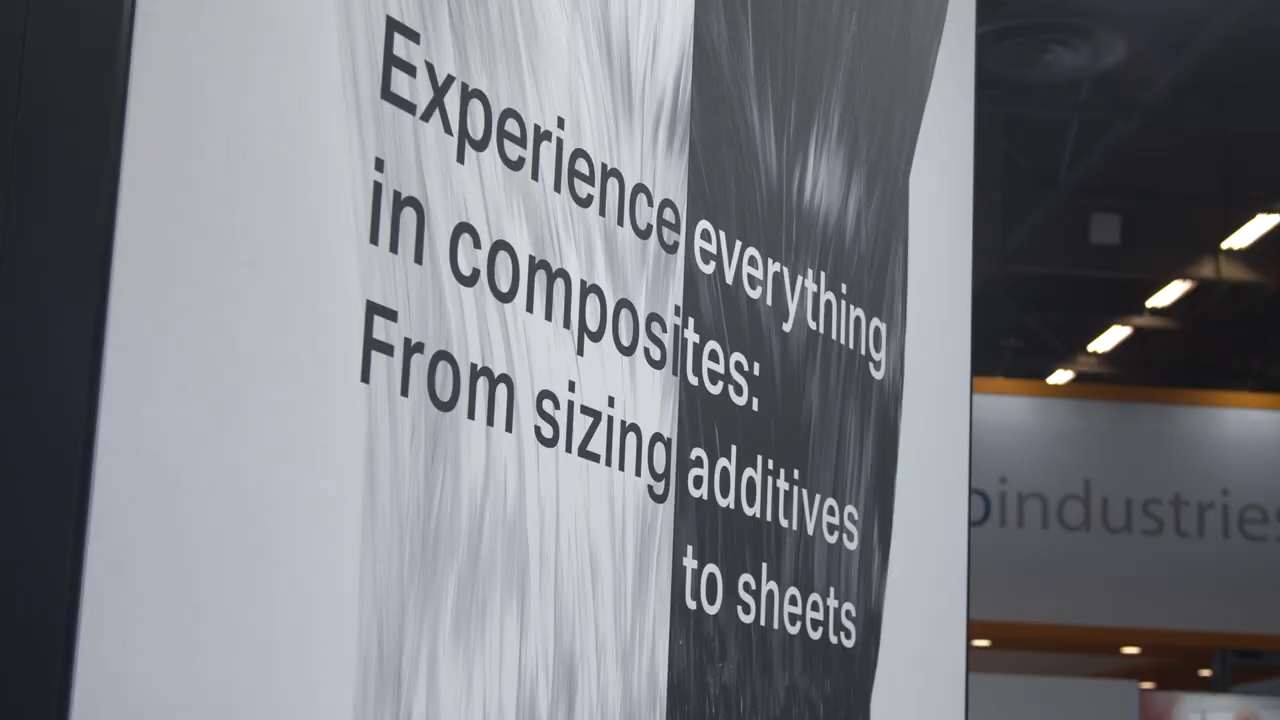 Experience everything
in composites:
From sizing additives
to sheets
industries